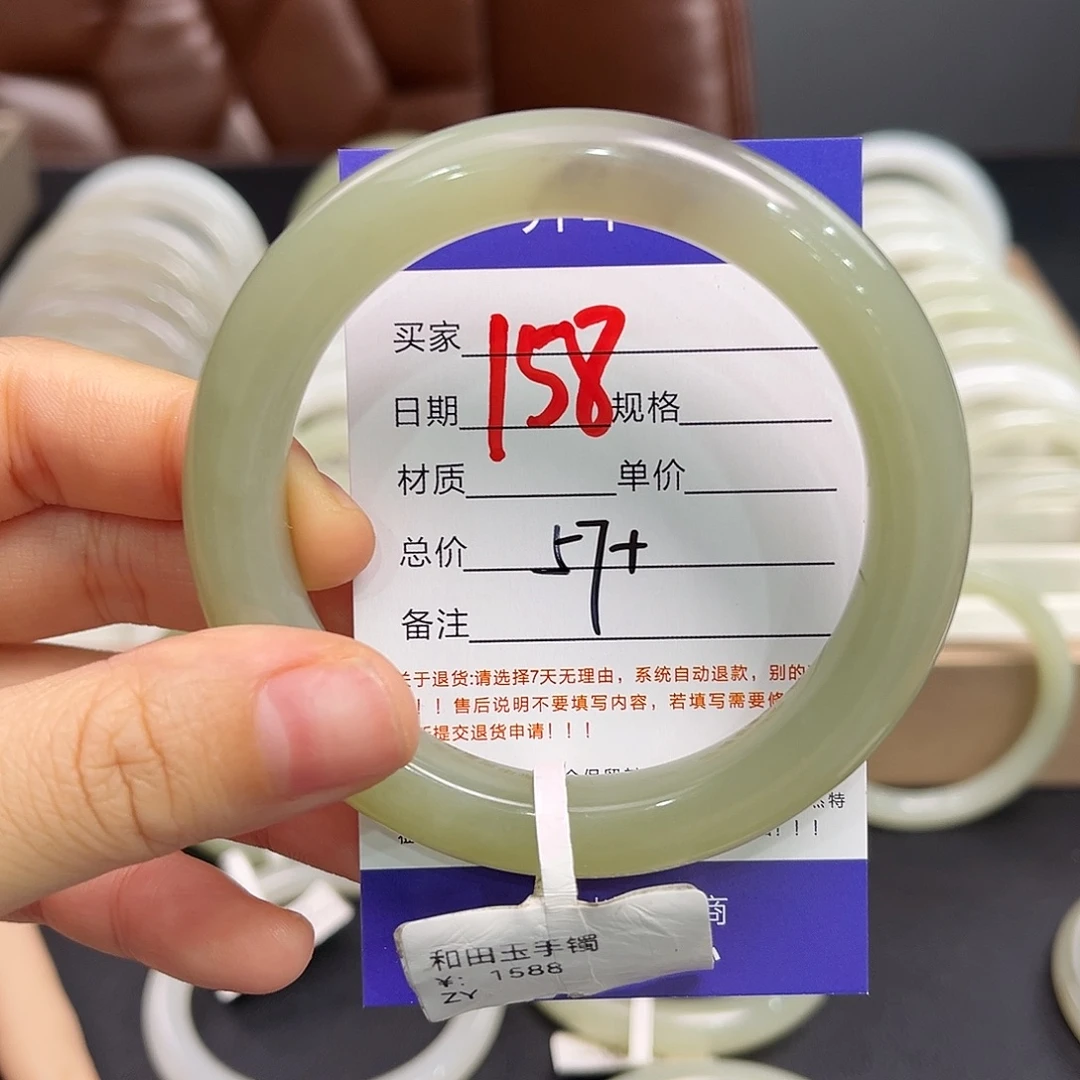 买家
158
日期 规格
材质 单价
总价 57+
备注
于退货:请选择7天无理由,系统自动退款,别的
!!售后说明不要填写内容,若填写需要修
提交退货申请!!!
特
!!!
商
和田玉手镯
¥: 1588
ZY